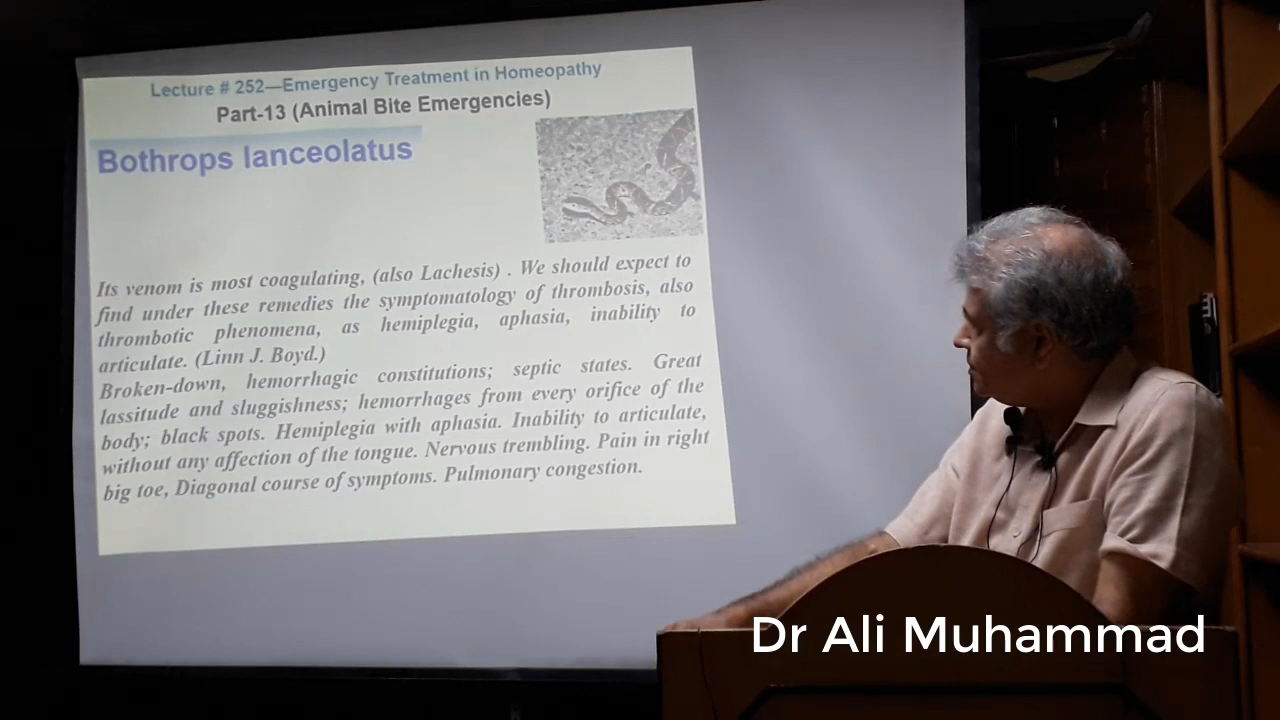 Lecture # 252—Emergency Treatment in Homeopathy
Part-13 (Animal Bite Emergencies)
Bothrops lanceolatus
Its venom is most coagulating, (also Lachesis) . We should expect to
find under these remedies the symptomatology of thrombosis, also
thrombotic phenomena, as hemiplegia, aphasia, inability to
articulate. (Linn J. Boyd.)
Broken-down, hemorrhagic constitutions; septic states. Great
lassitude and sluggishness; hemorrhages from every orifice of the
body; black spots. Hemiplegia with aphasia. Inability to articulate,
without any affection of the tongue. Nervous trembling. Pain in right
big toe, Diagonal course of symptoms. Pulmonary congestion.
Dr Ali Muhammad